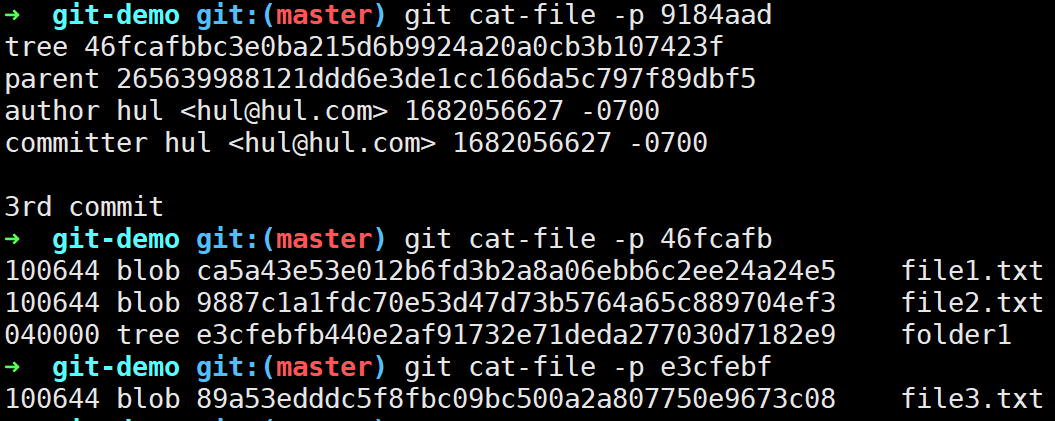 ➜  git-demo git:(master) git cat-file -p 9184aad
tree 46fcafbbc3e0ba215d6b9924a20a0cb3b107423f
parent 265639988121ddd6e3de1cc166da5c797f89dbf5
author hul <hul@hul.com> 1682056627 -0700
committer hul <hul@hul.com> 1682056627 -0700

3rd commit
➜  git-demo git:(master) git cat-file -p 46fcafb
100644 blob ca5a43e53e012b6fd3b2a8a06ebb6c2ee24a24e5    file1.txt
100644 blob 9887c1a1fdc70e53d47d73b5764a65c889704ef3    file2.txt
040000 tree e3cfebfb440e2af91732e71deda277030d7182e9    folder1
➜  git-demo git:(master) git cat-file -p e3cfebf
100644 blob 89a53edddc5f8fbc09bc500a2a807750e9673c08    file3.txt